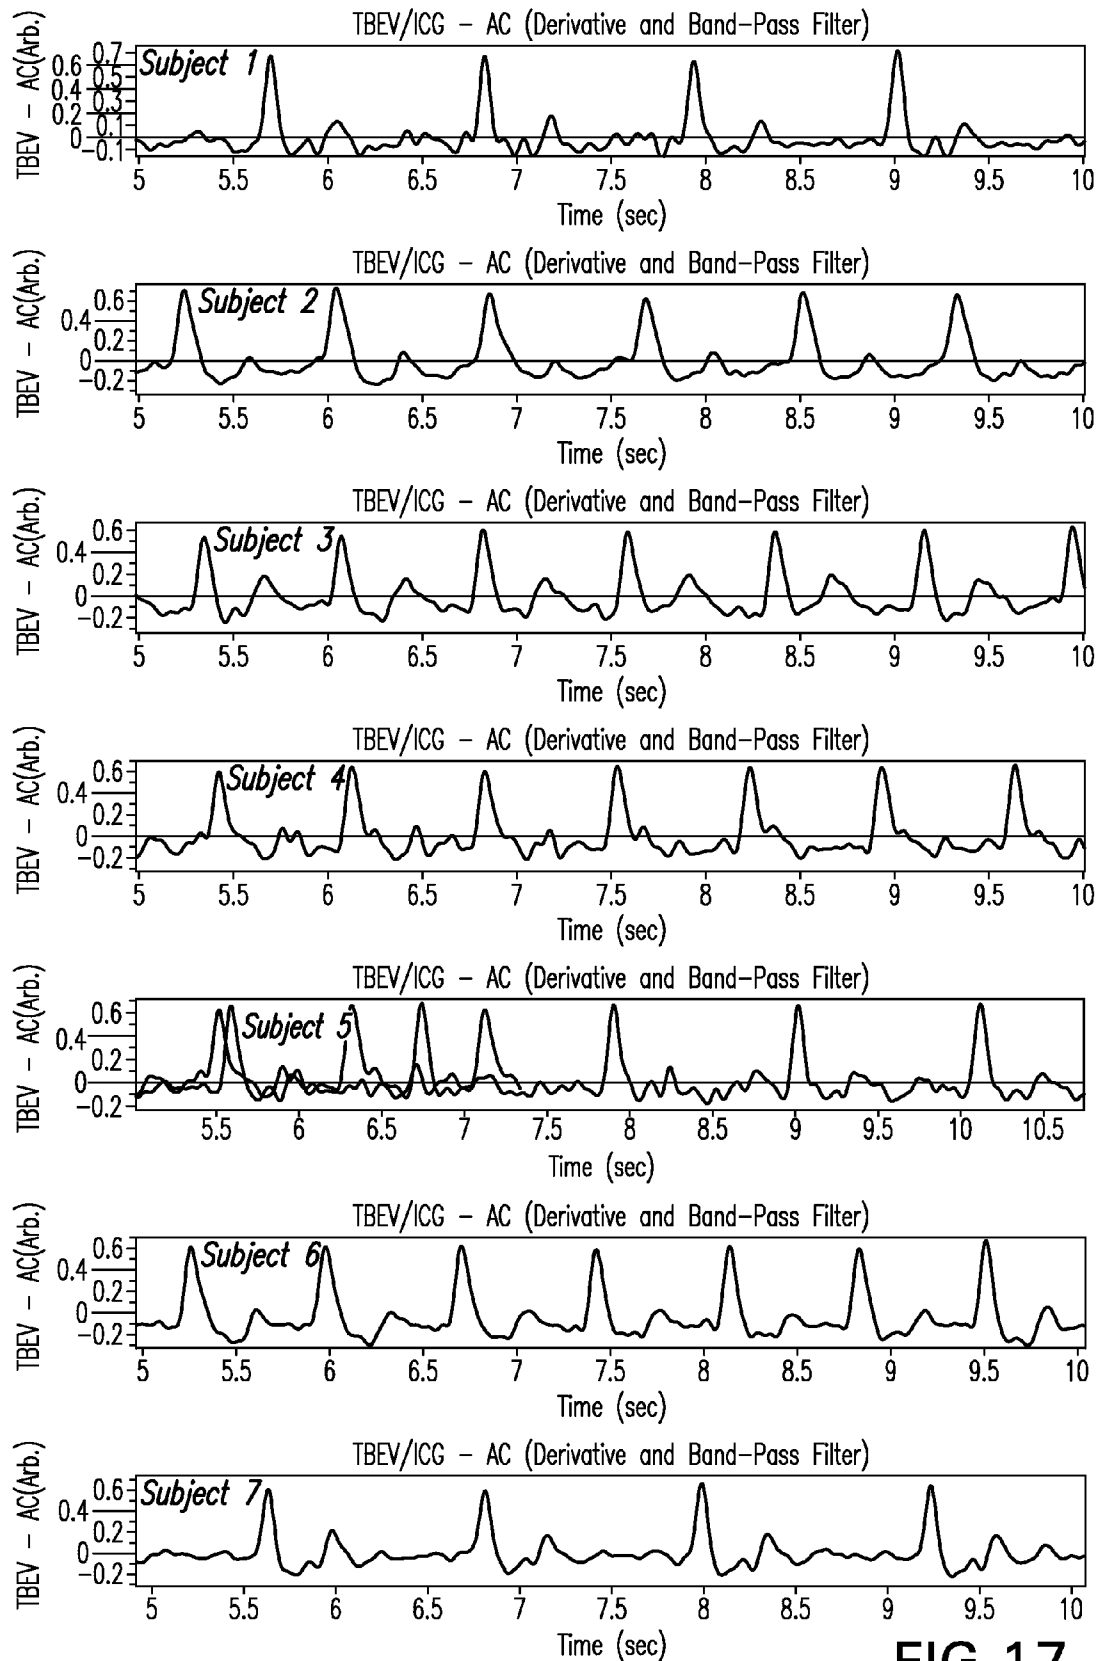 TBEV/ICG - AC (Derivative and Band-Pass Filter)
TBEV - AC(Arb.)
Subject 1
0.7
0.6
0.5
0.4
0.3
0.2
0.1
0
-0.1
5 5.5 6 6.5 7 7.5 8 8.5 9 9.5 10
Time (sec)
TBEV/ICG - AC (Derivative and Band-Pass Filter)
TBEV - AC(Arb.)
Subject 2
0.6
0.4
0.2
0
-0.2
5 5.5 6 6.5 7 7.5 8 8.5 9 9.5 10
Time (sec)
TBEV/ICG - AC (Derivative and Band-Pass Filter)
TBEV - AC(Arb.)
Subject 3
0.6
0.4
0.2
0
-0.2
5 5.5 6 6.5 7 7.5 8 8.5 9 9.5 10
Time (sec)
TBEV/ICG - AC (Derivative and Band-Pass Filter)
TBEV - AC(Arb.)
Subject 4
0.6
0.4
0.2
0
-0.2
5 5.5 6 6.5 7 7.5 8 8.5 9 9.5 10
Time (sec)
TBEV/ICG - AC (Derivative and Band-Pass Filter)
TBEV - AC(Arb.)
Subject 5
0.6
0.4
0.2
0
-0.2
5.5 6 6.5 7 7.5 8 8.5 9 9.5 10 10.5
Time (sec)
TBEV/ICG - AC (Derivative and Band-Pass Filter)
TBEV - AC(Arb.)
Subject 6
0.6
0.4
0.2
0
-0.2
5 5.5 6 6.5 7 7.5 8 8.5 9 9.5 10
Time (sec)
TBEV/ICG - AC (Derivative and Band-Pass Filter)
TBEV - AC(Arb.)
Subject 7
0.6
0.4
0.2
0
-0.2
5 5.5 6 6.5 7 7.5 8 8.5 9 9.5 10
Time (sec)
FIG. 17